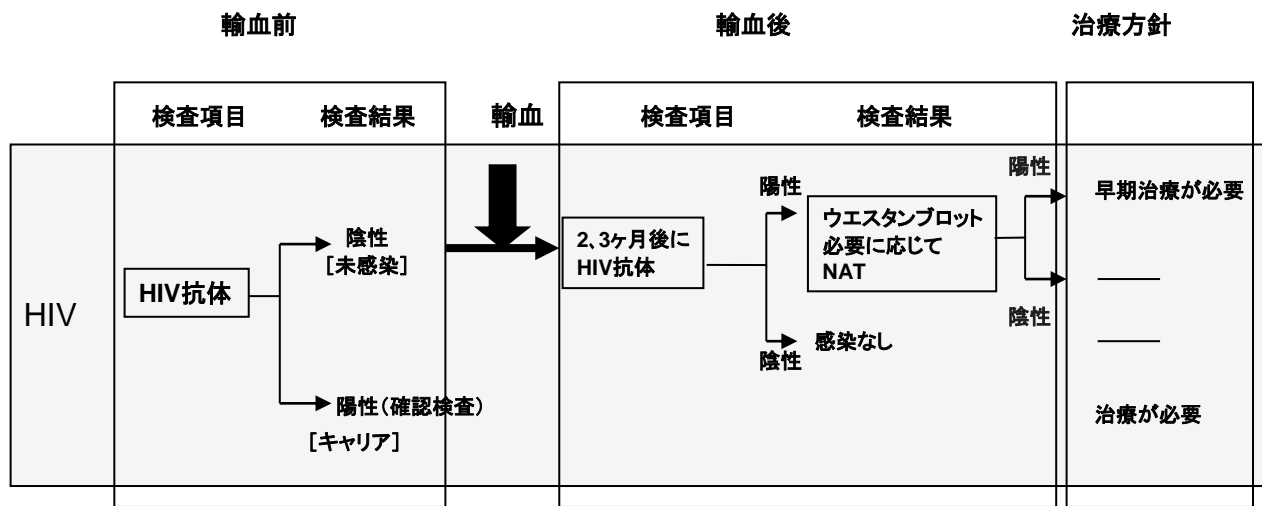 輸血前
輸血後
治療方針
検査項目
検査結果
輸血
検査項目
検査結果
HIV
HIV抗体
陰性
[未感染]
陽性(確認検査)
[キャリア]
2、3ヶ月後に
HIV抗体
陽性
ウエスタンブロット
必要に応じて
NAT
陰性
感染なし
陽性
早期治療が必要
陰性
治療が必要